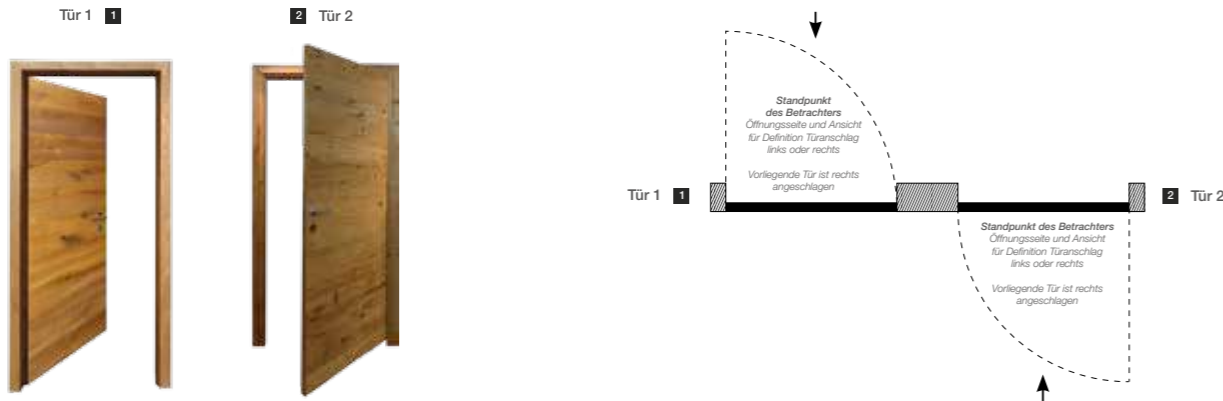 Tür 1 1
2 Tür 2
Standpunkt
des Betrachters
Öffnungsseite und Ansicht
für Definition Türanschlag
links oder rechts
Vorliegende Tür ist rechts
angeschlagen
Tür 1 1
2 Tür 2
Standpunkt des Betrachters
Öffnungsseite und Ansicht
für Definition Türanschlag
links oder rechts
Vorliegende Tür ist rechts
angeschlagen